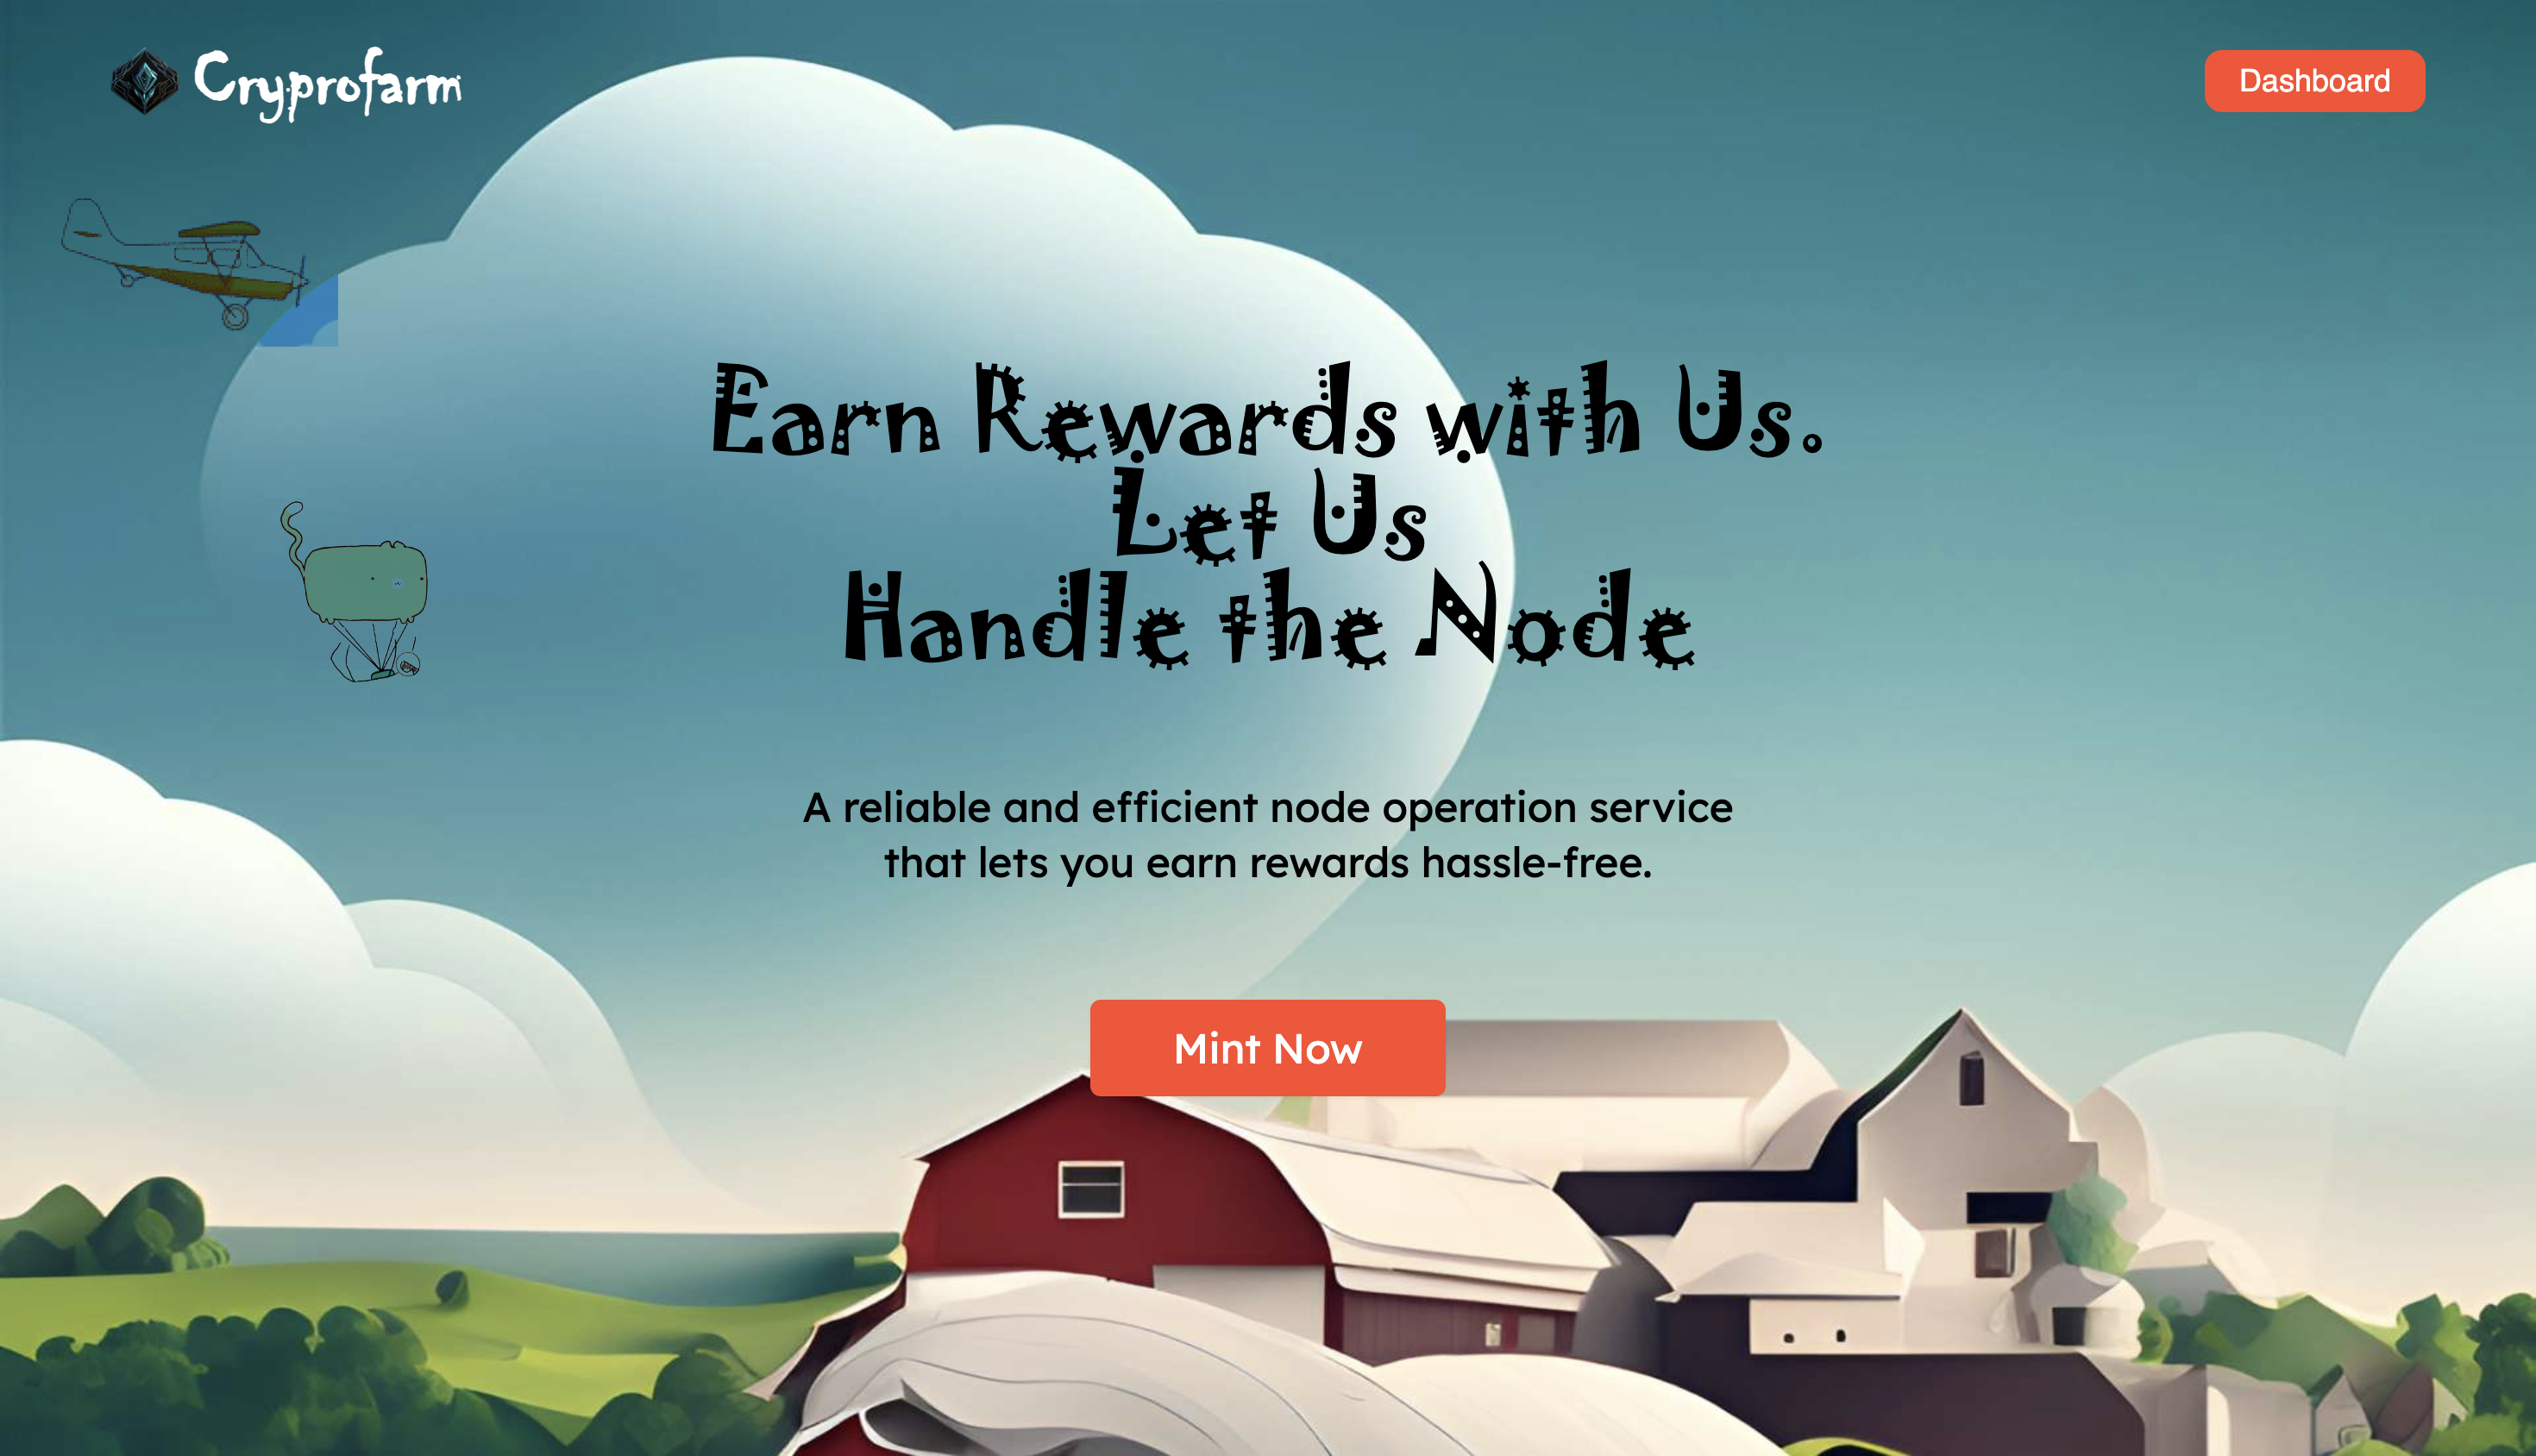 Cryprofarm
Dashboard
Earn Rewards with Us.
Let Us
Handle the Node
A reliable and efficient node operation service
that lets you earn rewards hassle-free.
Mint Now